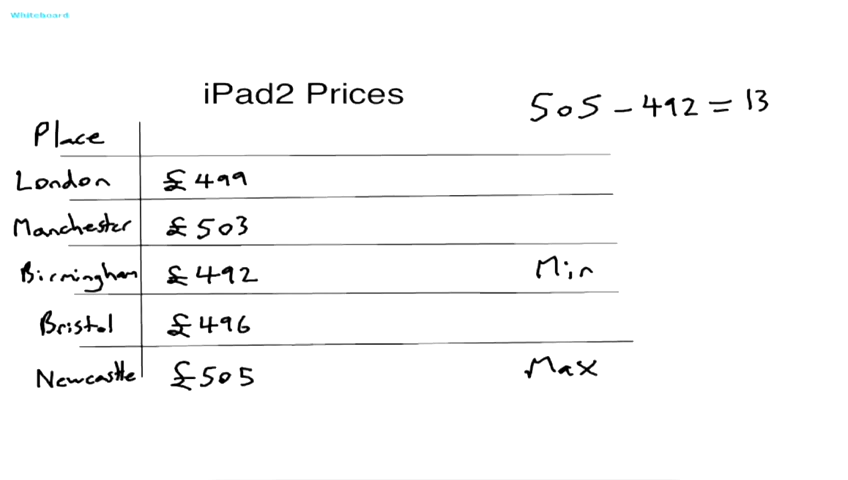 Whiteboard
iPad2 Prices
505 - 492 = 13
Place
London £499
Manchester £503
Birmingham £492 Min
Bristol £496
Newcastle £505 Max